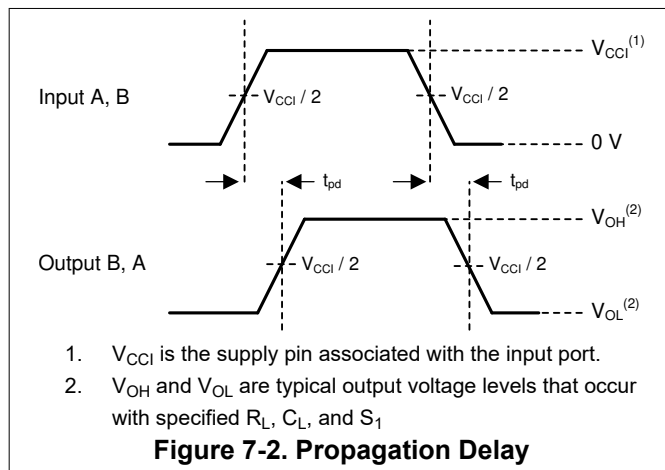 V_CCI^(1)
Input A, B
V_CCI / 2
V_CCI / 2
0 V
t_pd
t_pd
V_OH^(2)
Output B, A
V_CCI / 2
V_CCI / 2
V_OL^(2)
1. V_CCI is the supply pin associated with the input port.
2. V_OH and V_OL are typical output voltage levels that occur
with specified R_L, C_L, and S_1
Figure 7-2. Propagation Delay